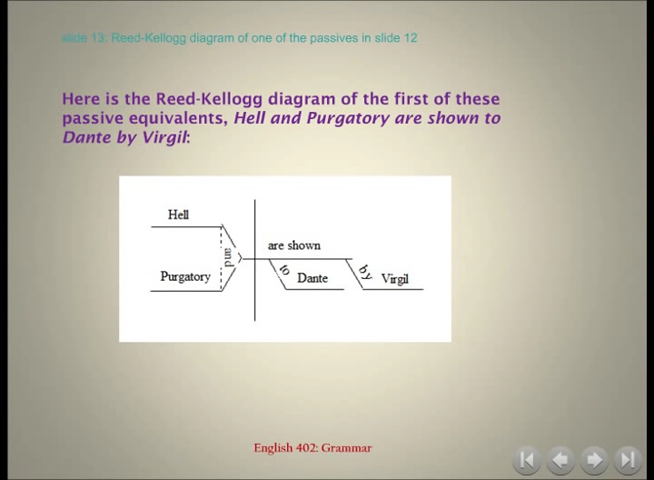 slide 13: Reed-Kellogg diagram of one of the passives in slide 12
Here is the Reed-Kellogg diagram of the first of these
passive equivalents, Hell and Purgatory are shown to
Dante by Virgil:
Hell
and
are shown
Purgatory
to
Dante
by
Virgil
English 402: Grammar